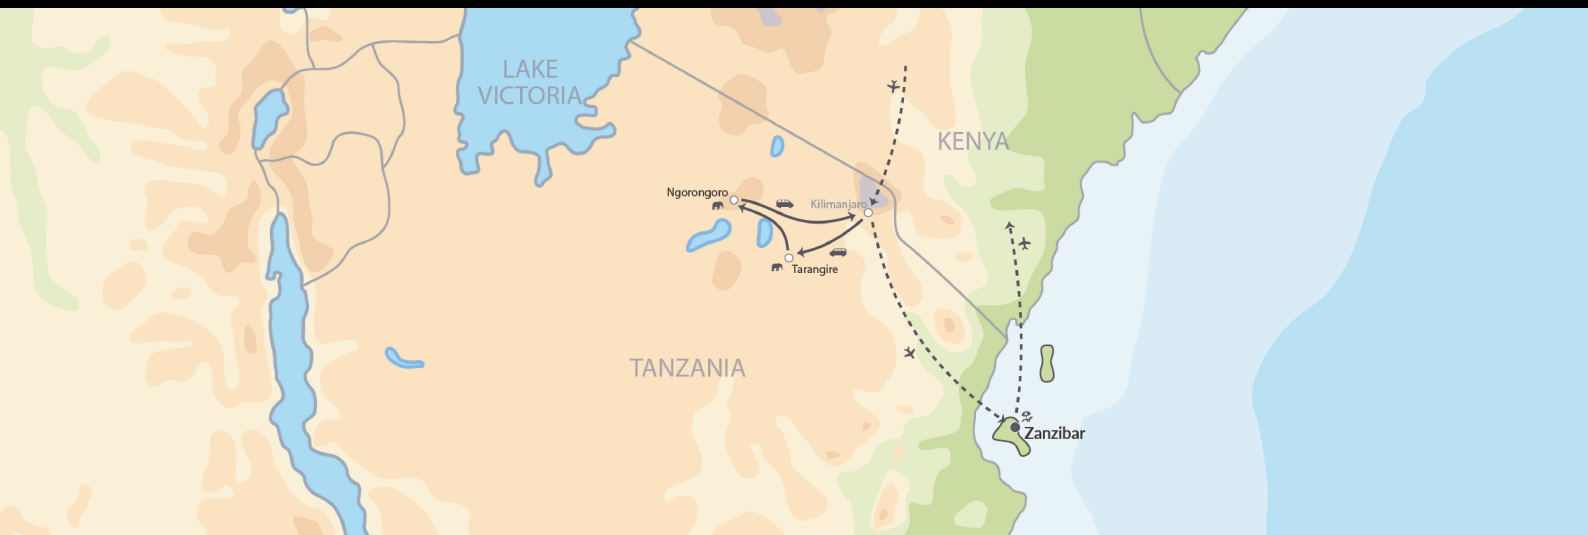 LAKE
VICTORIA
KENYA
Ngorongoro
Kilimanjaro
Tarangire
TANZANIA
Zanzibar